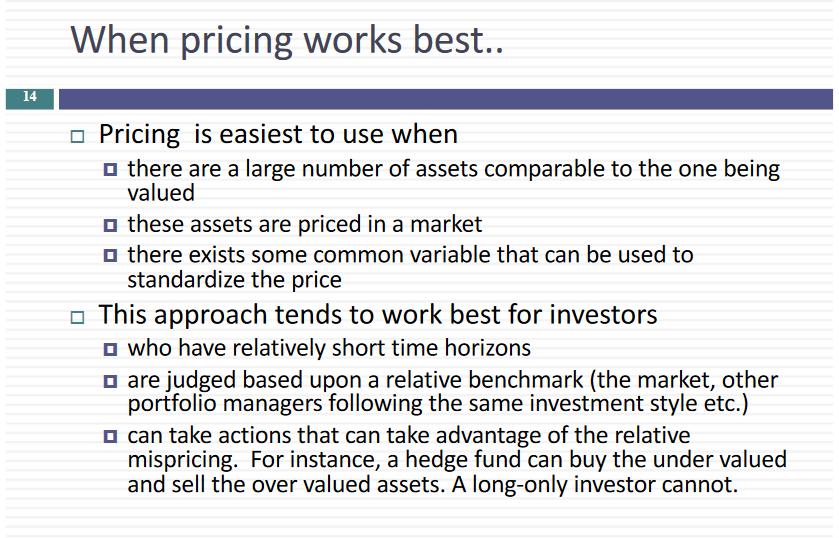 When pricing works best..
14
Pricing is easiest to use when
there are a large number of assets comparable to the one being
valued
these assets are priced in a market
there exists some common variable that can be used to
standardize the price
This approach tends to work best for investors
who have relatively short time horizons
are judged based upon a relative benchmark (the market, other
portfolio managers following the same investment style etc.)
can take actions that can take advantage of the relative
mispricing. For instance, a hedge fund can buy the under valued
and sell the over valued assets. A long-only investor cannot.